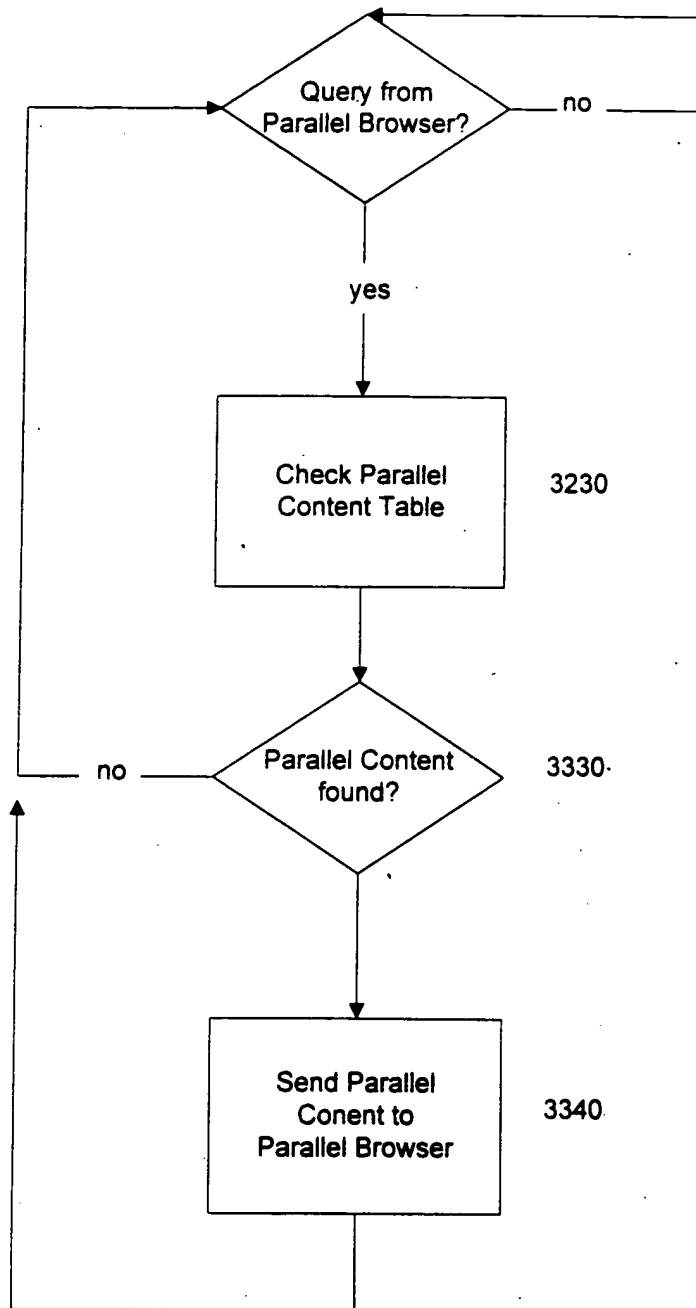 Query from
Parallel Browser?
no
yes
Check Parallel
Content Table
3230
Parallel Content
found?
3330
no
Send Parallel
Conent to
Parallel Browser
3340